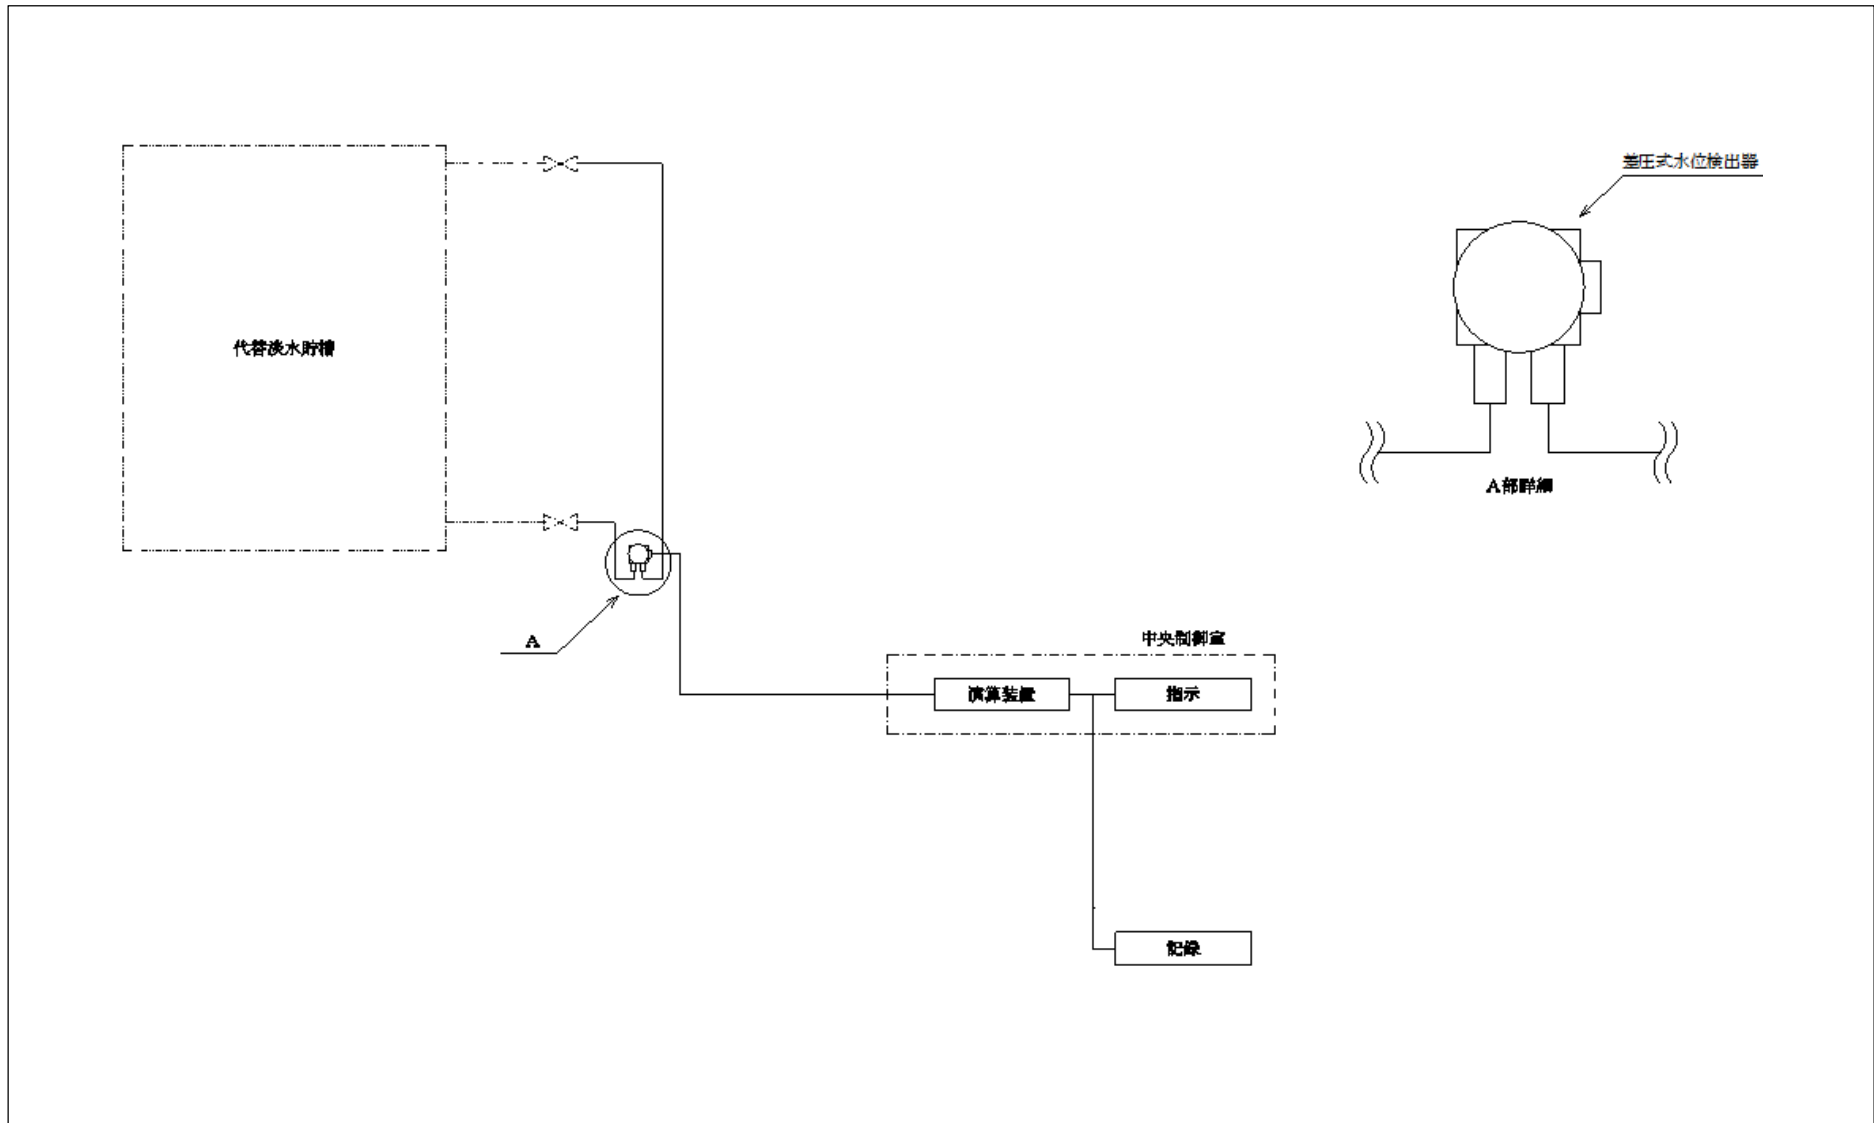 差圧式水位検出器
代替淡水貯槽
A部詳細
A
中央制御室
演算装置
指示
記録